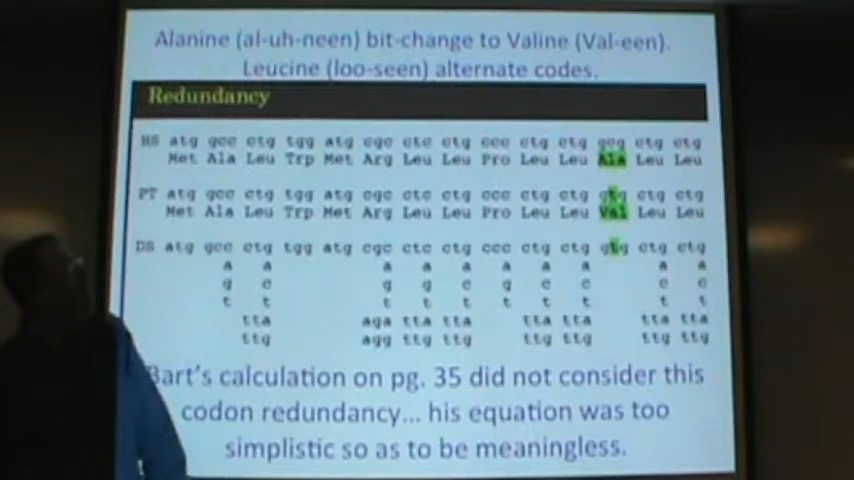 Alanine (al-uh-neen) bit-change to Valine (Val-een).
Leucine (loo-seen) alternate codes.
Redundancy
HS atg gcc ctg tgg atg cgc ctc ctg ccc ctg ctg gcg ctg ctg
Met Ala Leu Trp Met Arg Leu Leu Pro Leu Leu Ala Leu Leu
PT atg gcc ctg tgg atg cgc ctc ctg ccc ctg ctg gtg ctg ctg
Met Ala Leu Trp Met Arg Leu Leu Pro Leu Leu Val Leu Leu
DS atg gcc ctg tgg atg cgc ctc ctg ccc ctg ctg gtg ctg ctg
a a a a a a a a a a
g c g g c g c c c c
t t t t t t t t t t
tta aga tta tta tta tta tta tta
ttg agg ttg ttg ttg ttg ttg ttg
Bart's calculation on pg. 35 did not consider this
codon redundancy... his equation was too
simplistic so as to be meaningless.